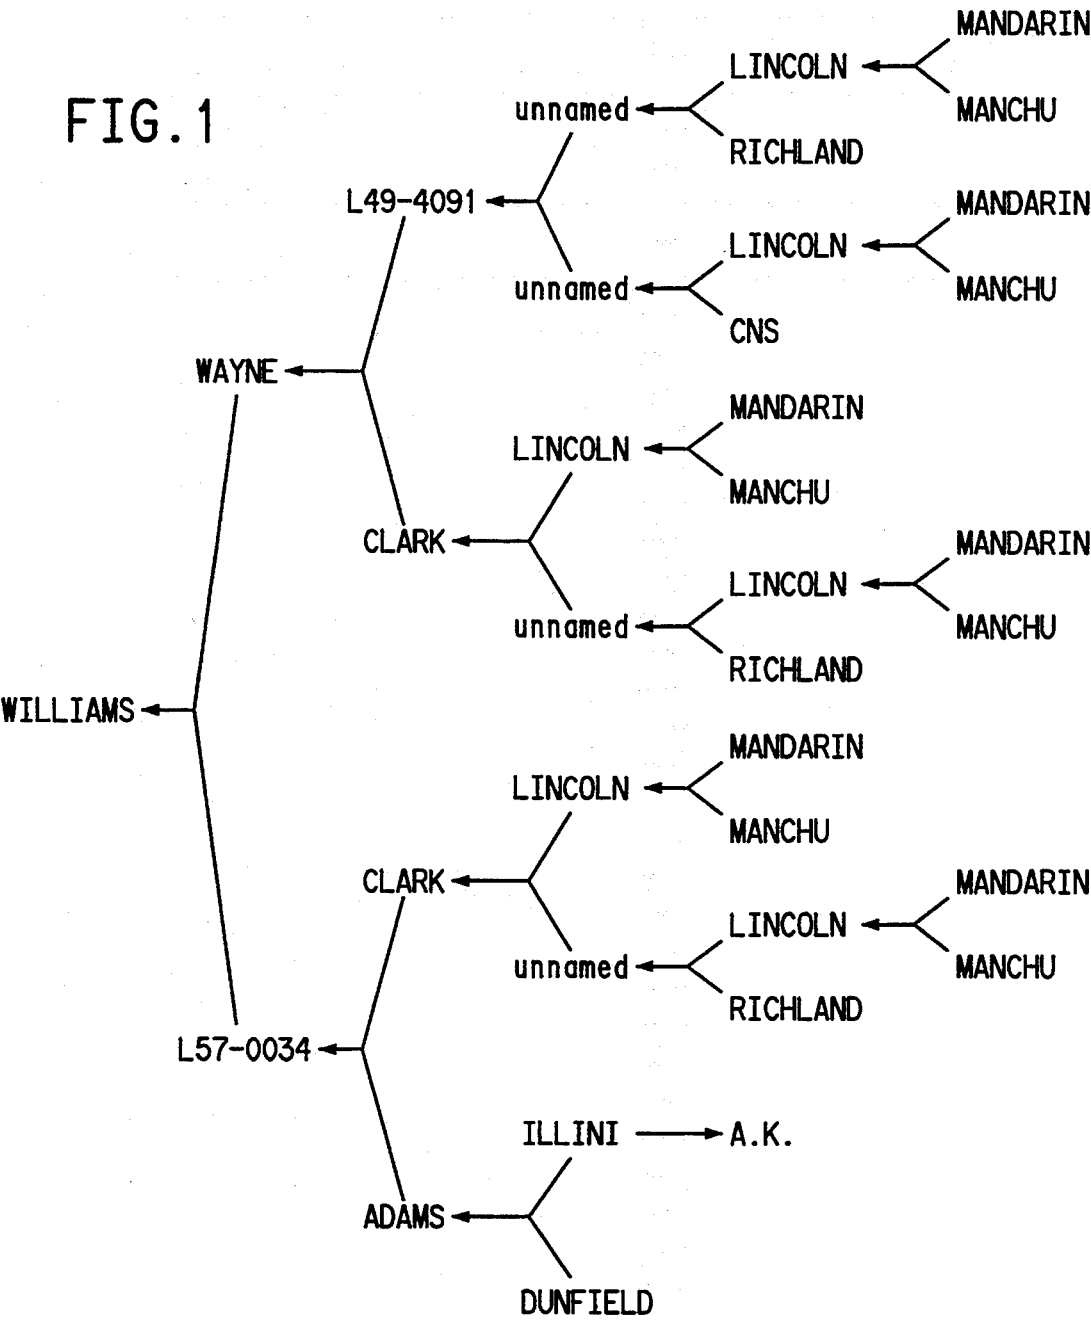 MANDARIN
LINCOLN
FIG.1
unnamed
MANCHU
RICHLAND
L49-4091
MANDARIN
LINCOLN
unnamed
MANCHU
CNS
WAYNE
MANDARIN
LINCOLN
MANCHU
CLARK
MANDARIN
LINCOLN
unnamed
MANCHU
RICHLAND
WILLIAMS
MANDARIN
LINCOLN
MANCHU
CLARK
MANDARIN
LINCOLN
unnamed
MANCHU
RICHLAND
L57-0034
ILLINI
A.K.
ADAMS
DUNFIELD